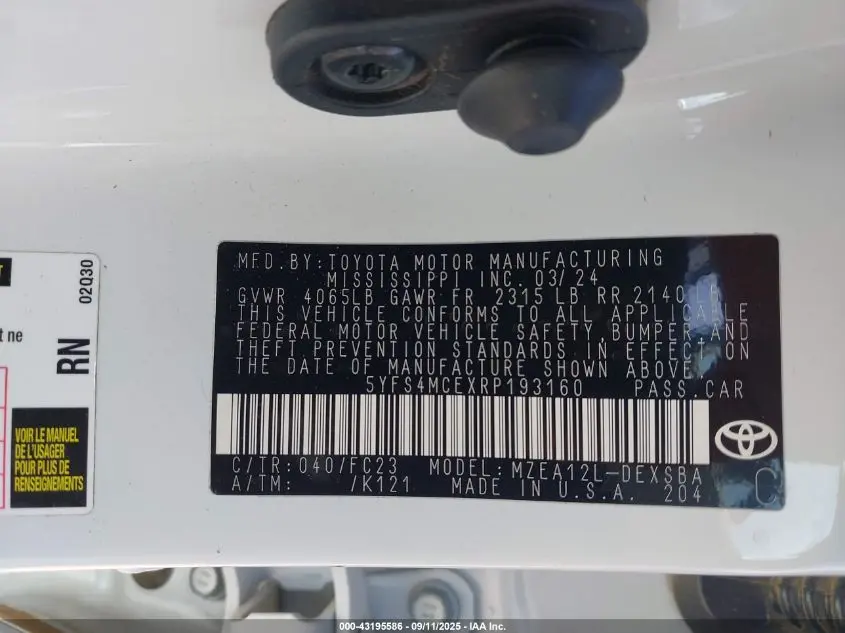 MFD. BY: TOYOTA MOTOR MANUFACTURING
MISSISSIPPI INC. 03/24
GVWR 4065LB GAWR FR 2315 LB RR 2140 LB
THIS VEHICLE CONFORMS TO ALL APPLICABLE
FEDERAL MOTOR VEHICLE SAFETY, BUMPER AND
THEFT PREVENTION STANDARDS IN EFFECT ON
THE DATE OF MANUFACTURE SHOWN ABOVE.
5YFS4MCEXRP193160 PASS.CAR
C/TR: 040/FC23 MODEL: MZEA12L-DEXSBA
A/TM: /K121 MADE IN U.S.A. 204
C
02Q30
RN
t ne
VOIR LE MANUEL
DE L'USAGER
POUR PLUS DE
RENSEIGNEMENTS
000-43195586 - 09/11/2025 - IAA Inc.